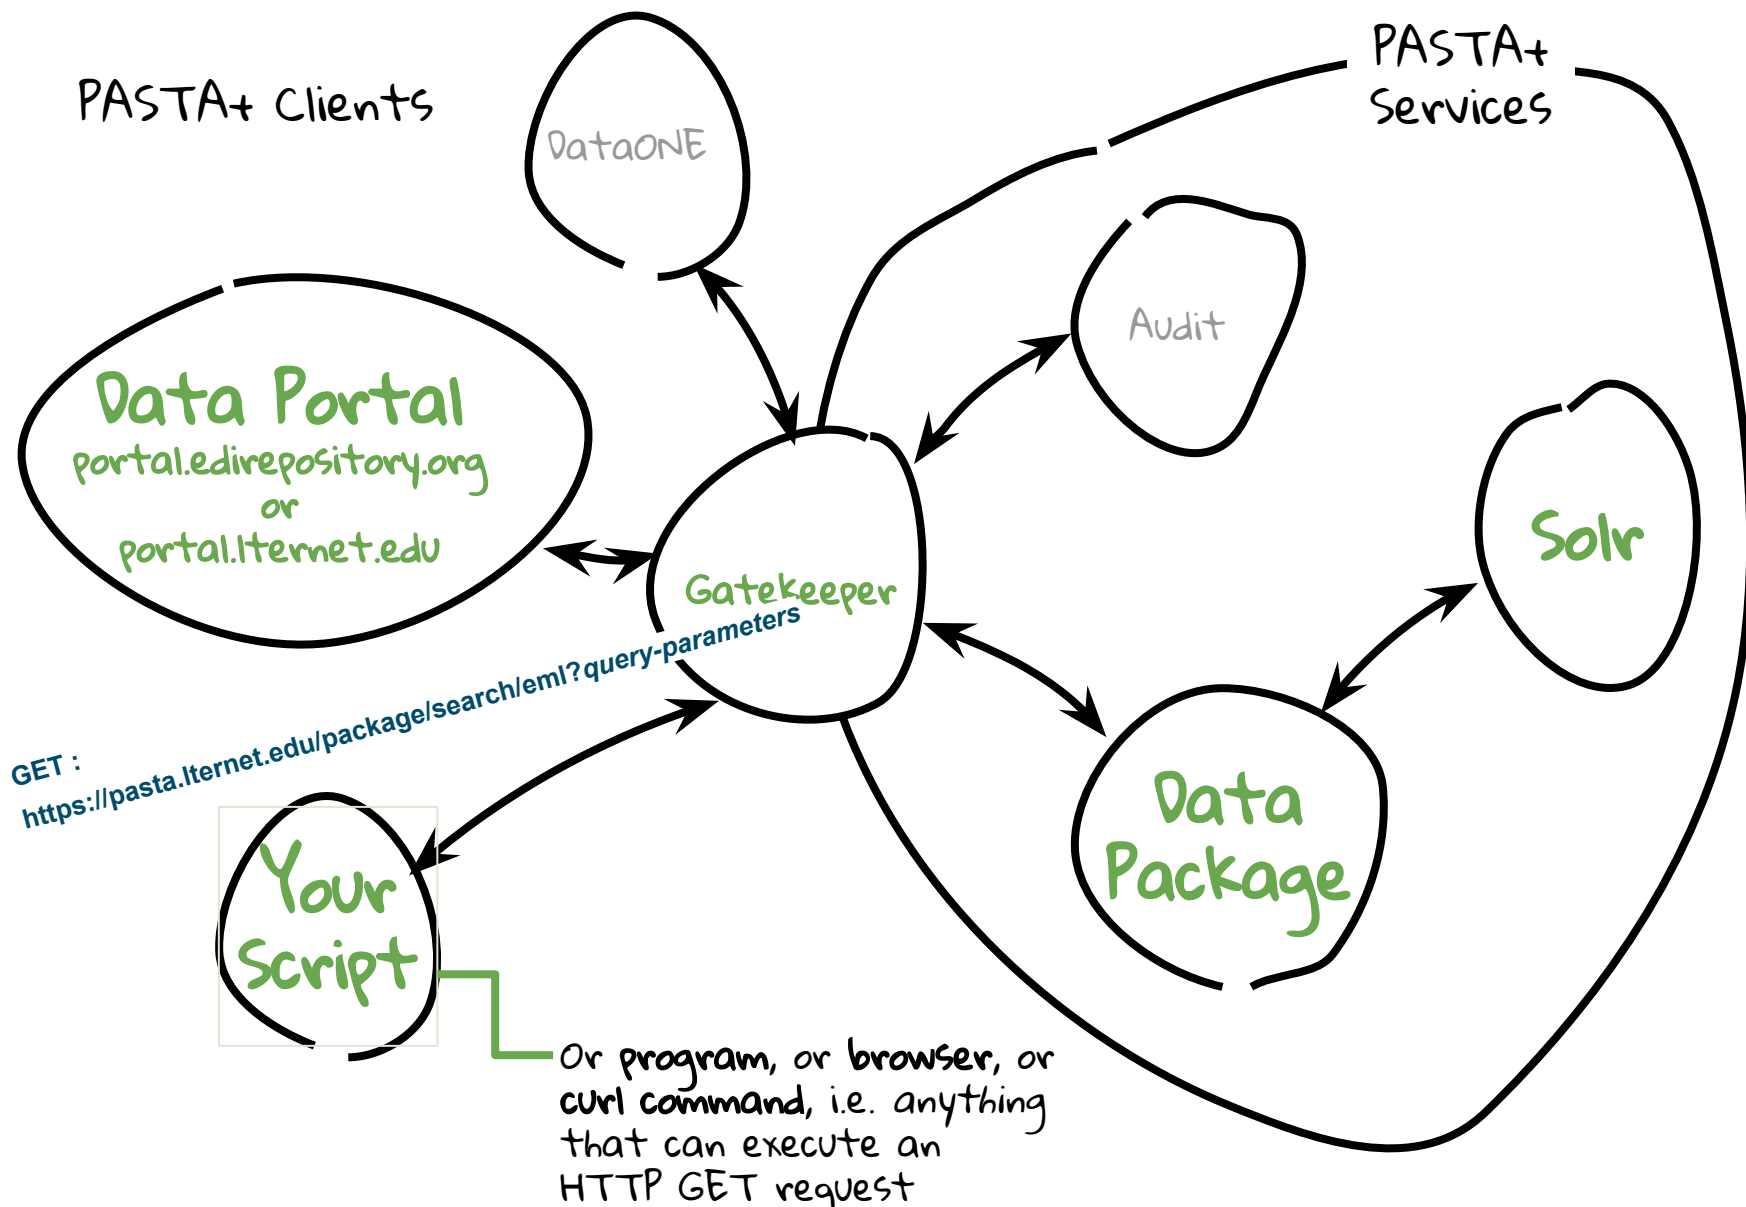 PASTA+ Clients
DataONE
PASTA+
Services
Audit
Data Portal
portal.edirepository.org
or
portal.lternet.edu
Gatekeeper
Solr
GET :
https://pasta.lternet.edu/package/search/eml?query-parameters
Data
Package
Your
Script
Or program, or browser, or
curl command, i.e. anything
that can execute an
HTTP GET request